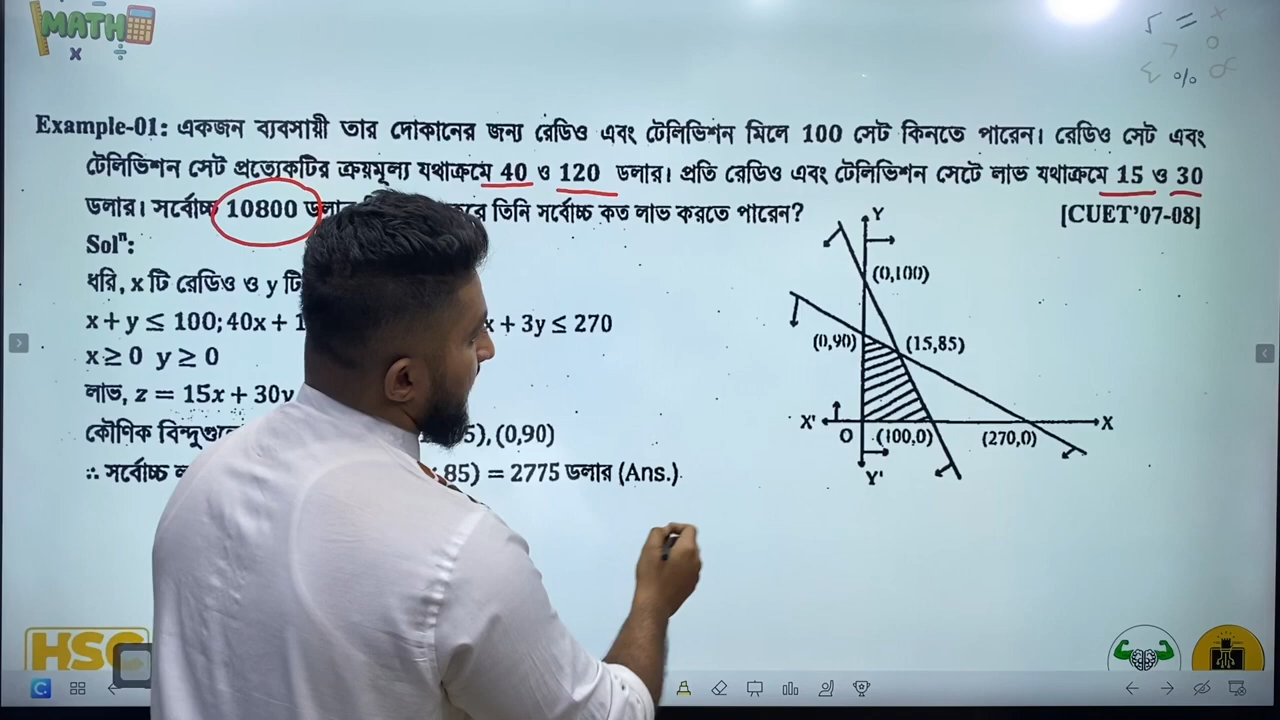 MATH
Example-01: একজন ব্যবসায়ী তার দোকানের জন্য রেডিও এবং টেলিভিশন মিলে 100 সেট কিনতে পারেন। রেডিও সেট এবং
টেলিভিশন সেট প্রত্যেকটির ক্রয়মূল্য যথাক্রমে 40 ও 120 ডলার। প্রতি রেডিও এবং টেলিভিশন সেটে লাভ যথাক্রমে 15 ও 30
ডলার। সর্বোচ্চ 10800 করে তিনি সর্বোচ্চ কত লাভ করতে পারেন? [CUET'07-08]
Solⁿ:
ধরি, x টি রেডিও ও y টি
x + y ≤ 100; 40x + 1 x + 3y ≤ 270
x ≥ 0 y ≥ 0
লাভ, z = 15x + 30y
কৌণিক 5), (0,90)
∴ সর্বোচ্চ 85) = 2775 ডলার (Ans.)
Y
(0,100)
(0,90)
(15,85)
X'
O
(100,0)
(270,0)
X
Y'
HSC